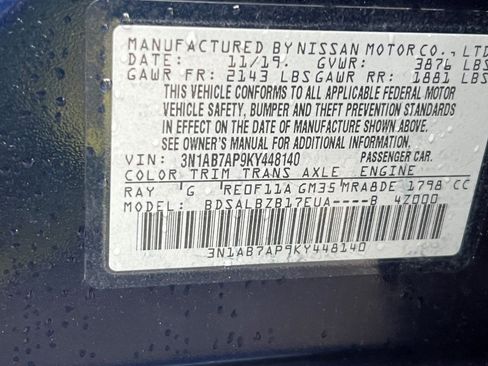 MANUFACTURED BY NISSAN MOTOR CO., LTD
DATE: 11/19. GVWR: 3876 LBS
GAWR FR: 2143 LBS GAWR RR: 1881 LBS
THIS VEHICLE CONFORMS TO ALL APPLICABLE FEDERAL MOTOR
VEHICLE SAFETY, BUMPER AND THEFT PREVENTION STANDARDS
IN EFFECT ON THE DATE OF MANUFACTURE SHOWN ABOVE.
SEE OWNER'S MANUAL FOR ADDITIONAL INFORMATION.
VIN: 3N1AB7AP9KY448140 PASSENGER CAR.
COLOR TRIM TRANS AXLE ENGINE
RAY G RE0F11A GM35 MRA8DE 1798 CC
BDSALBZB17EUA----B 4Z000
3N1AB7AP9KY448140